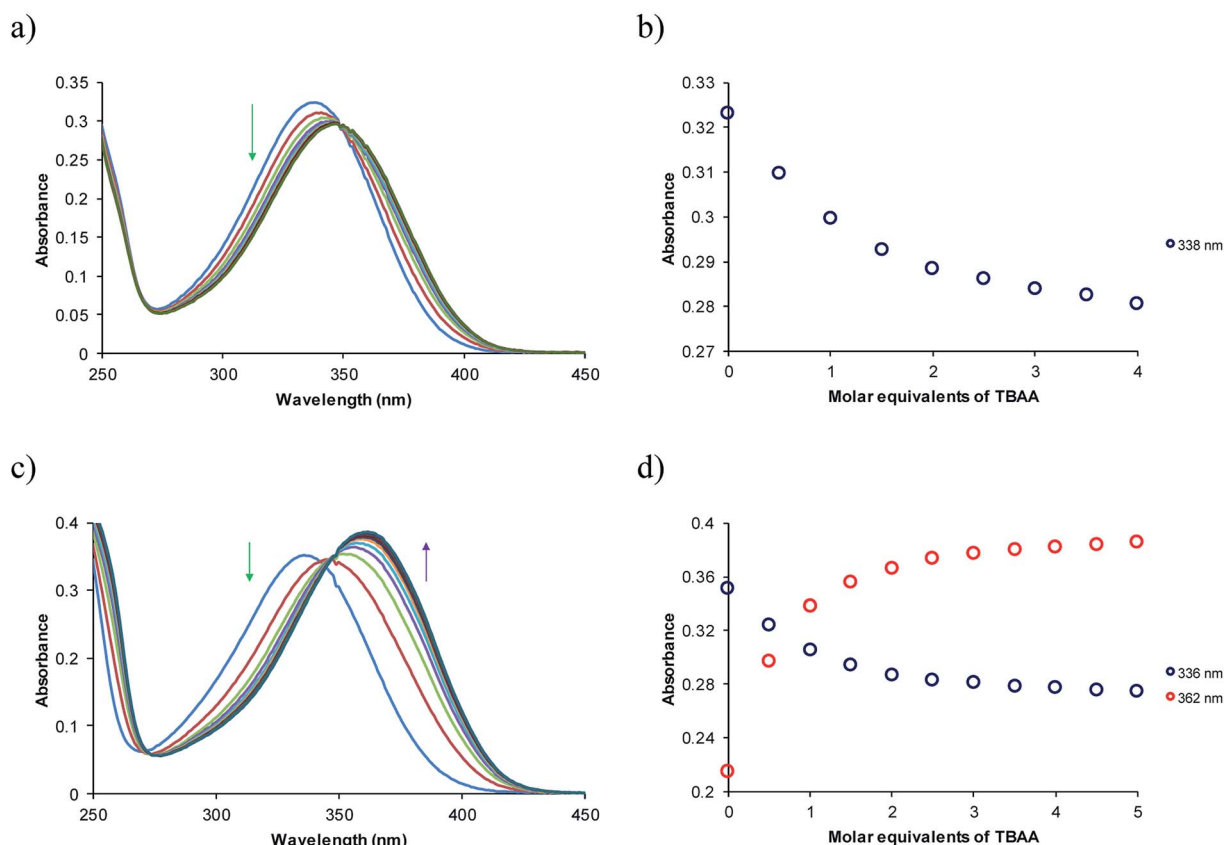 a)
0.35
0.3
0.25
0.2
0.15
0.1
0.05
0
Absorbance
250 300 350 400 450
Wavelength (nm)
b)
0.33
0.32
0.31
0.3
0.29
0.28
0.27
Absorbance
0 1 2 3 4
Molar equivalents of TBAA
338 nm
c)
0.4
0.3
0.2
0.1
0
Absorbance
250 300 350 400 450
Wavelength (nm)
d)
0.4
0.36
0.32
0.28
0.24
0.2
Absorbance
0 1 2 3 4 5
Molar equivalents of TBAA
336 nm
362 nm